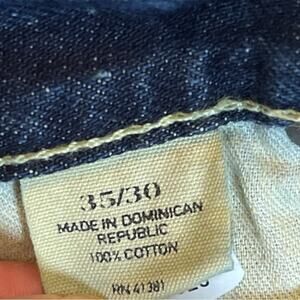 35/30
MADE IN DOMINICAN
REPUBLIC
100% COTTON
RN 41381